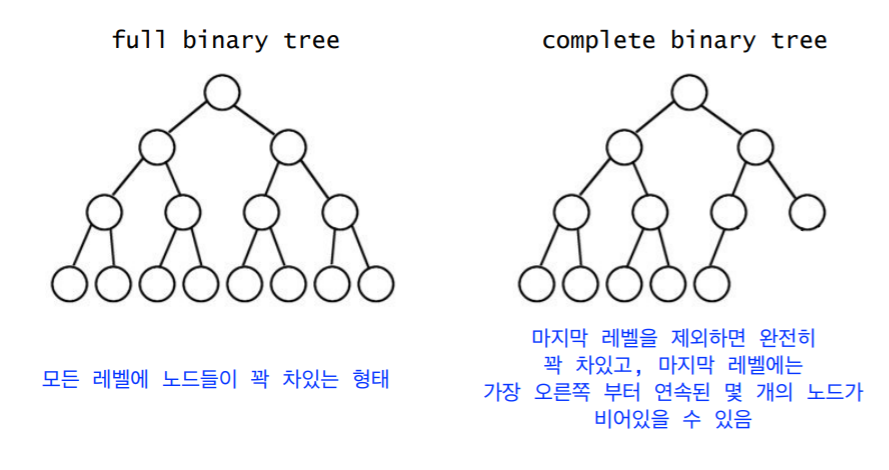 full binary tree
complete binary tree
모든 레벨에 노드들이 꽉 차있는 형태
마지막 레벨을 제외하면 완전히
꽉 차있고, 마지막 레벨에는
가장 오른쪽 부터 연속된 몇 개의 노드가
비어있을 수 있음